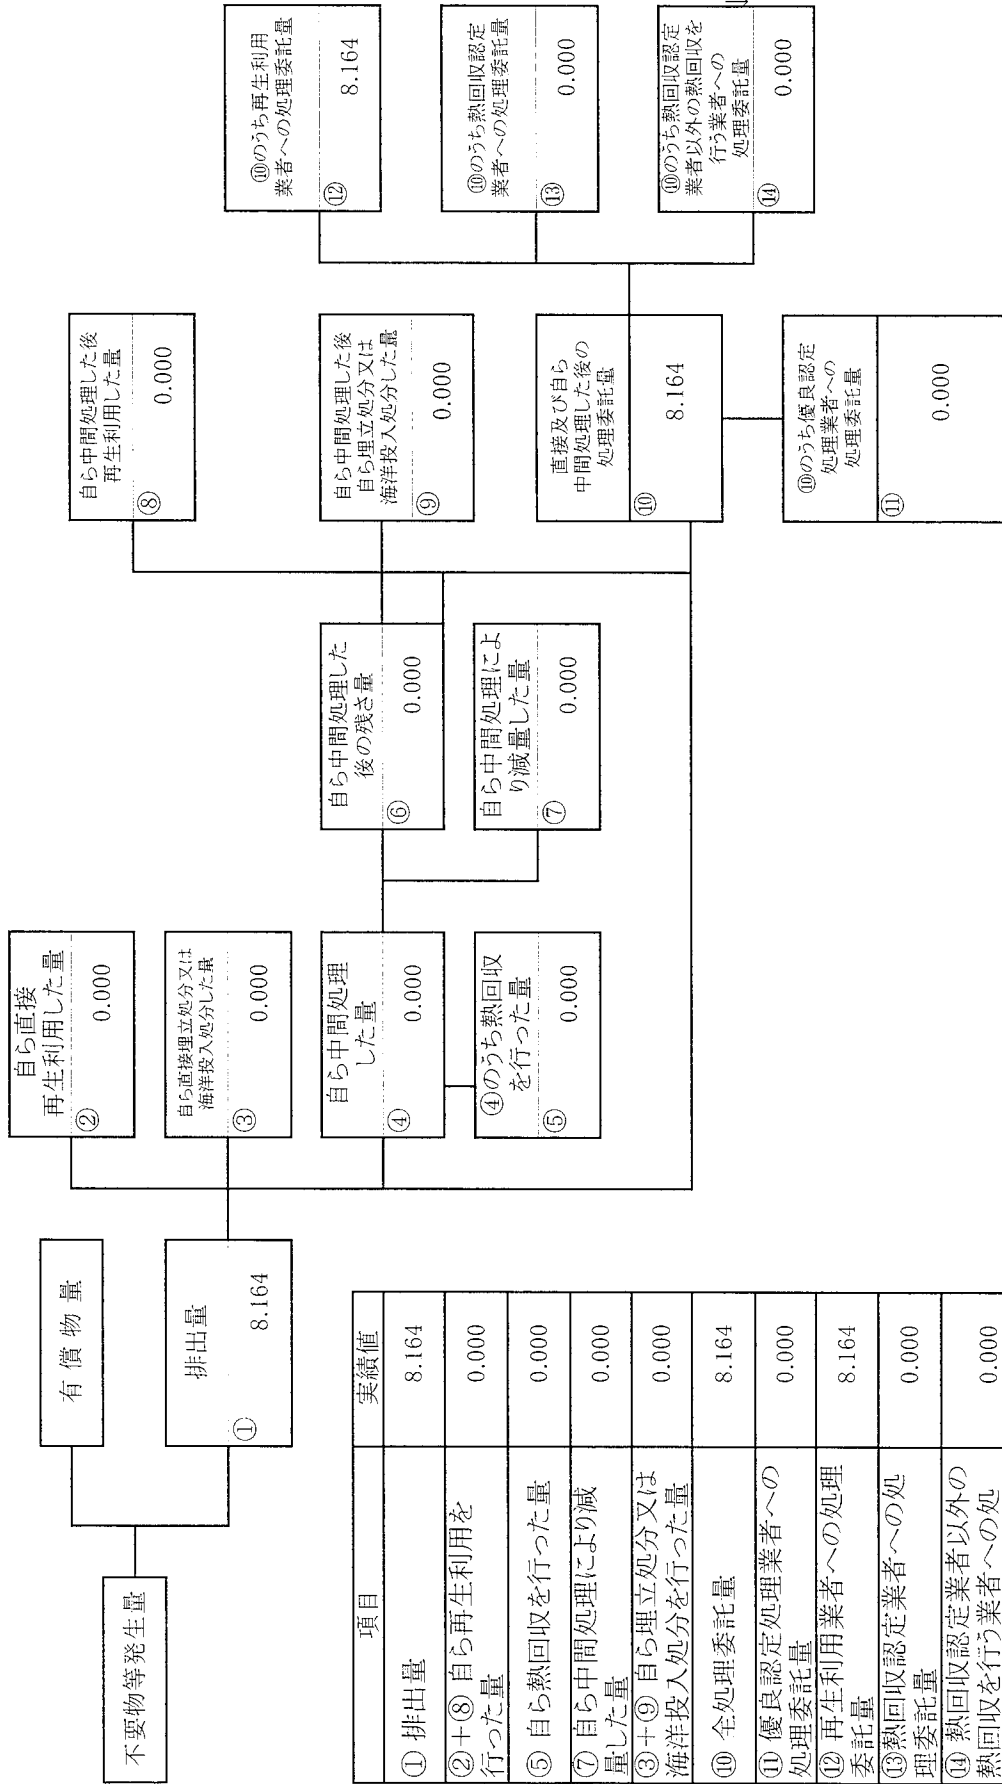 不要物等発生量
有償物量
排出量
①
8.164
自ら直接
再生利用した量
②
0.000
自ら直接埋立処分又は
海洋投入処分した量
③
0.000
自ら中間処理
した量
④
0.000
④のうち熱回収
を行った量
⑤
0.000
自ら中間処理した
後の残さ量
⑥
0.000
自ら中間処理によ
り減量した量
⑦
0.000
自ら中間処理した後
再生利用した量
⑧
0.000
自ら中間処理した後
自ら埋立処分又は
海洋投入処分した量
⑨
0.000
直接及び自ら
中間処理した後の
処理委託量
⑩
8.164
⑩のうち優良認定
処理業者への
処理委託量
⑪
0.000
⑩のうち再生利用
業者への処理委託量
⑫
8.164
⑩のうち熱回収認定
業者への処理委託量
⑬
0.000
⑩のうち熱回収認定
業者以外の熱回収を
行う業者への
処理委託量
⑭
0.000
項目 実績値
①排出量 8.164
②+⑧自ら再生利用を
行った量 0.000
⑤自ら熱回収を行った量 0.000
⑦自ら中間処理により減
量した量 0.000
③+⑨自ら埋立処分又は
海洋投入処分を行った量 0.000
⑩全処理委託量 8.164
⑪優良認定処理業者への
処理委託量 0.000
⑫再生利用業者への処理
委託量 8.164
⑬熱回収認定業者への処
理委託量 0.000
⑭熱回収認定業者以外の
熱回収を行う業者への処 0.000